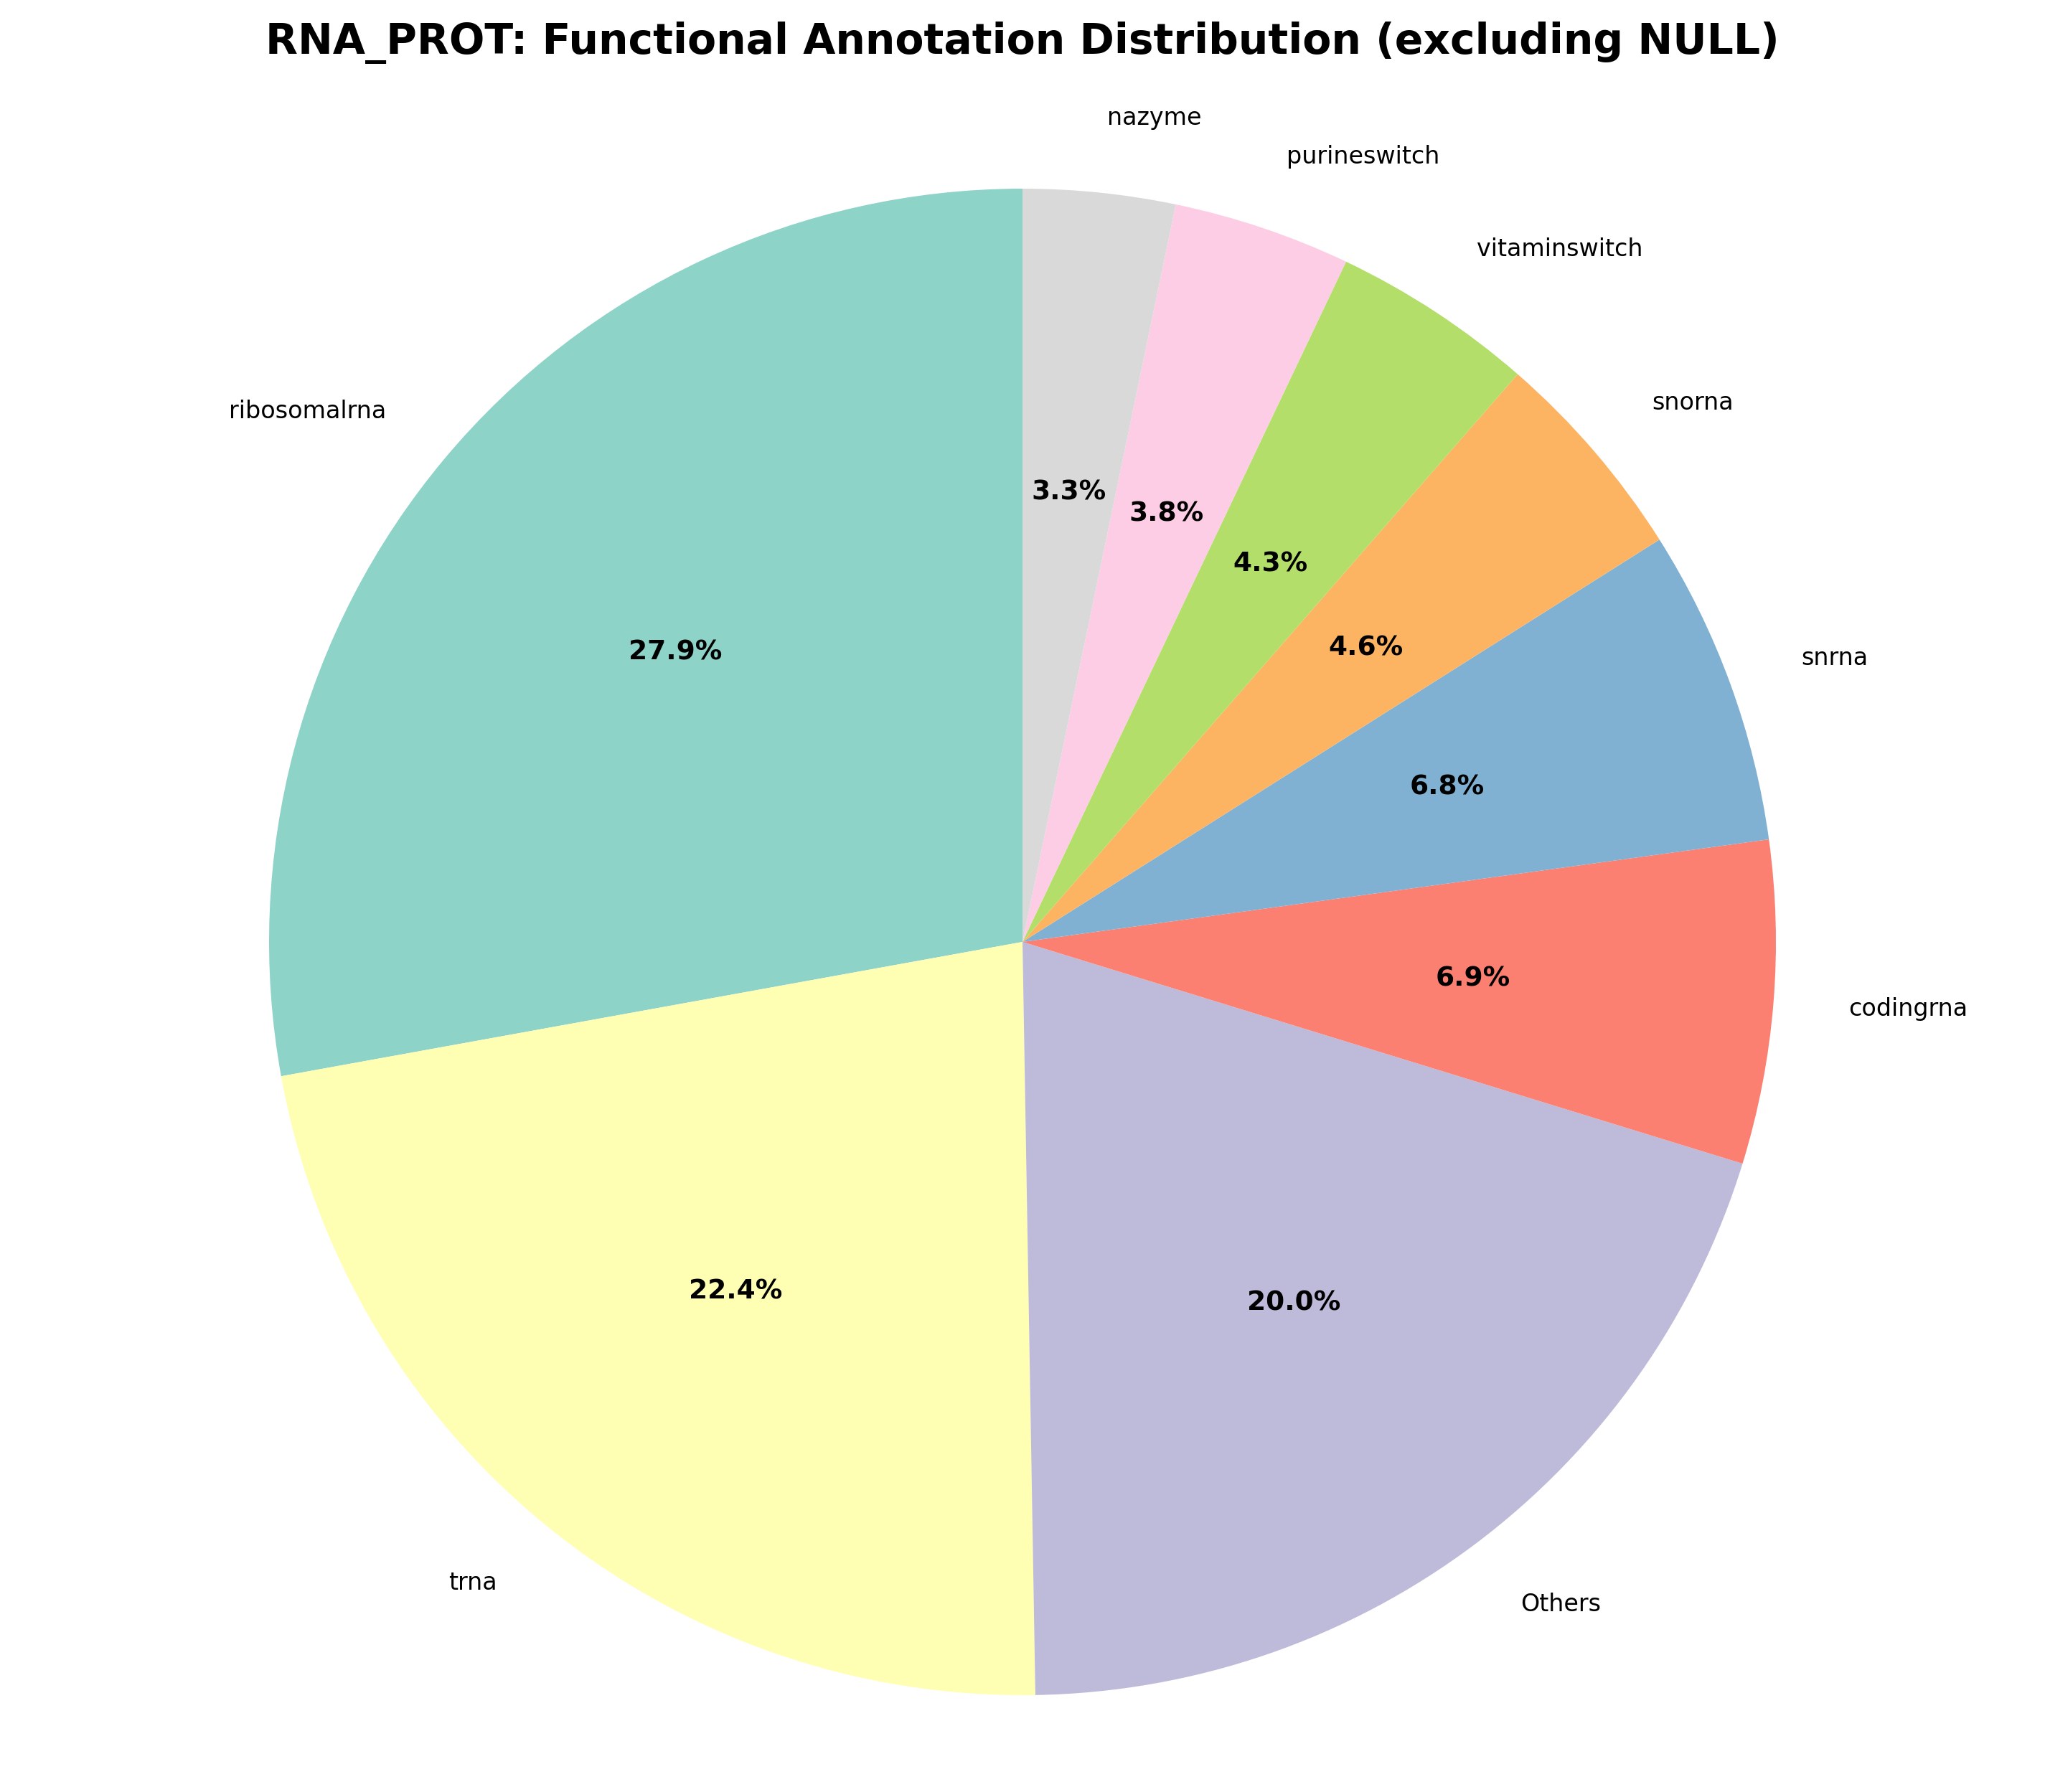 RNA_PROT: Functional Annotation Distribution (excluding NULL)
nazyme
purineswitch
vitaminswitch
snorna
ribosomalrna
3.3%
3.8%
4.3%
4.6%
27.9%
snrna
6.8%
6.9%
codingrna
22.4%
20.0%
trna
Others